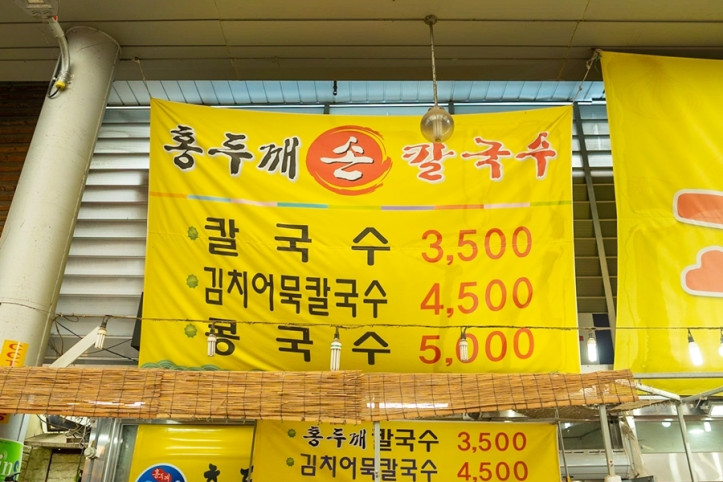 홍두깨 손 칼국수
칼국수 3,500
김치어묵칼국수 4,500
콩국수 5,000
홍두깨 칼국수 3,500
김치어묵칼국수 4,500